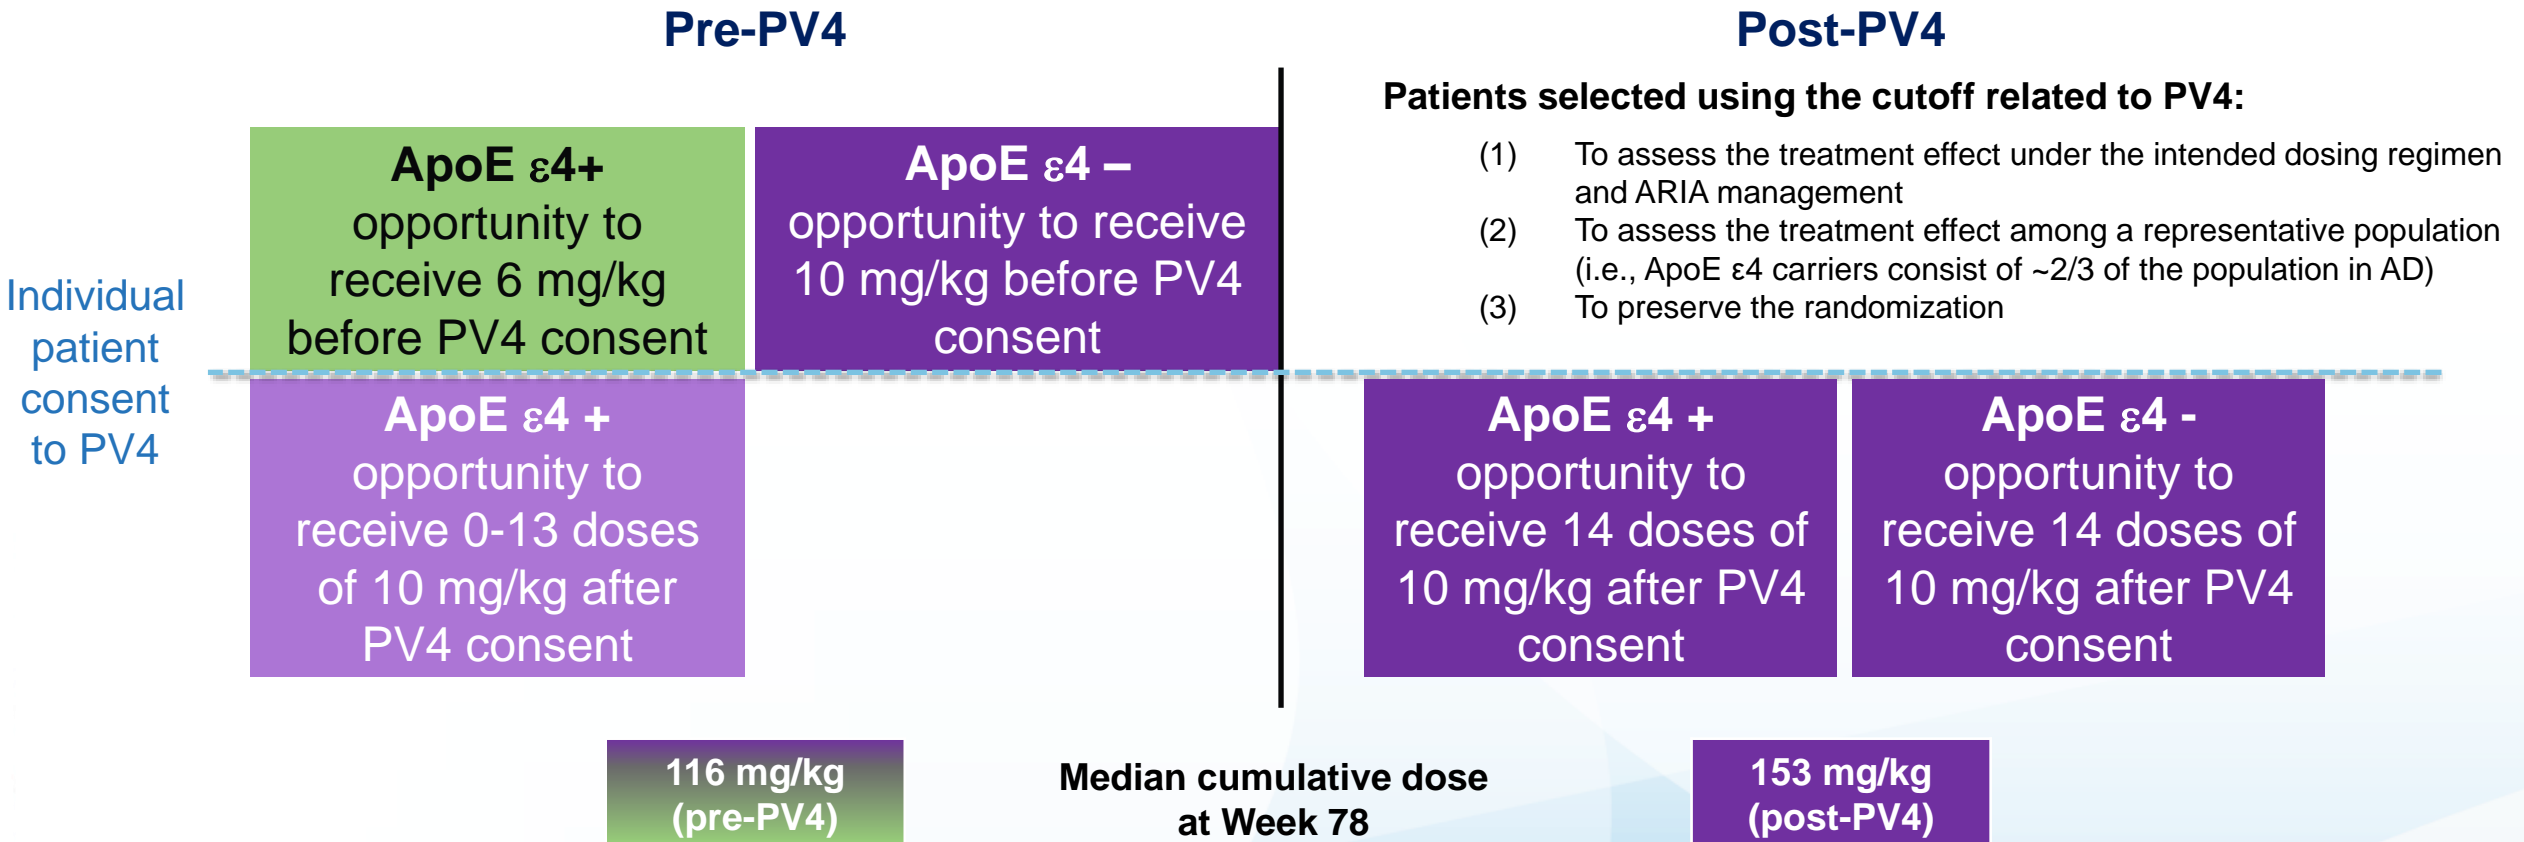 Pre-PV4
Post-PV4
Individual
patient
consent
to PV4
ApoE ε4+
opportunity to
receive 6 mg/kg
before PV4 consent
ApoE ε4 –
opportunity to receive
10 mg/kg before PV4
consent
ApoE ε4 +
opportunity to
receive 0-13 doses
of 10 mg/kg after
PV4 consent
Patients selected using the cutoff related to PV4:
(1) To assess the treatment effect under the intended dosing regimen
and ARIA management
(2) To assess the treatment effect among a representative population
(i.e., ApoE ε4 carriers consist of ~2/3 of the population in AD)
(3) To preserve the randomization
ApoE ε4 +
opportunity to
receive 14 doses of
10 mg/kg after PV4
consent
ApoE ε4 -
opportunity to
receive 14 doses of
10 mg/kg after PV4
consent
116 mg/kg
(pre-PV4)
Median cumulative dose
at Week 78
153 mg/kg
(post-PV4)